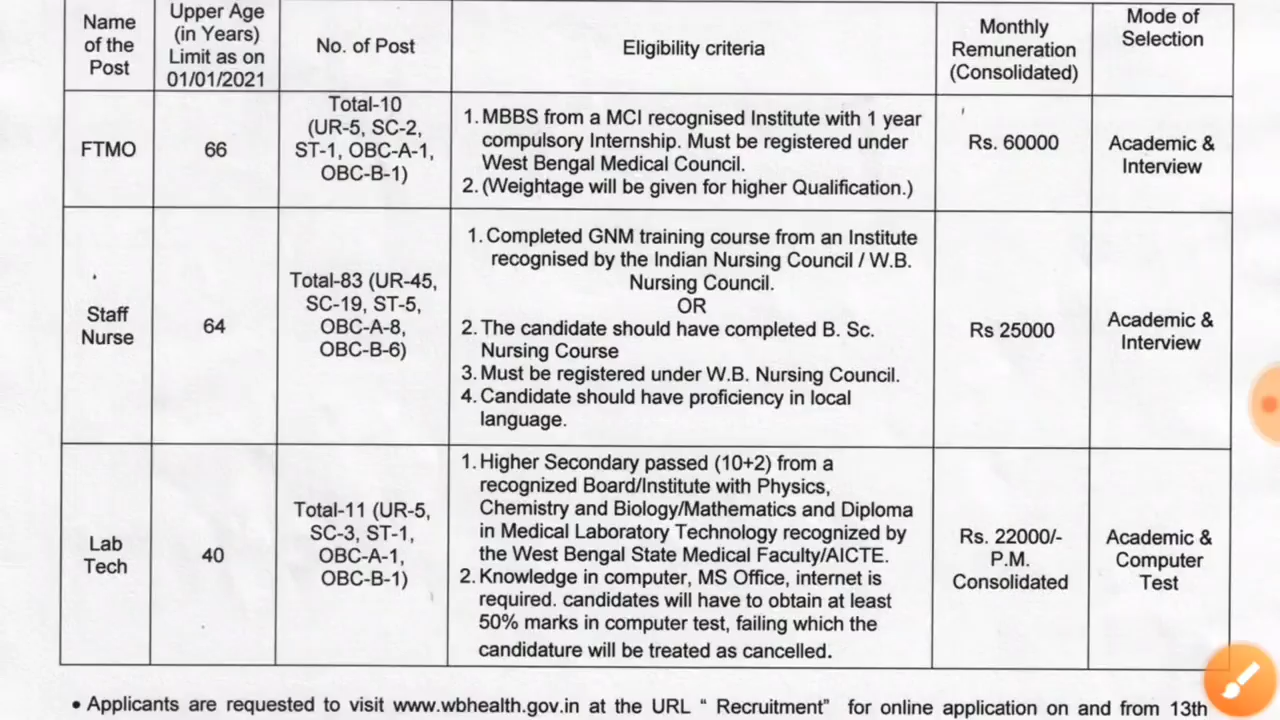 Name
of the
Post
Upper Age
(in Years)
Limit as on
01/01/2021
No. of Post
Eligibility criteria
Monthly
Remuneration
(Consolidated)
Mode of
Selection
FTMO
66
Total-10
(UR-5, SC-2,
ST-1, OBC-A-1,
OBC-B-1)
1. MBBS from a MCI recognised Institute with 1 year
compulsory Internship. Must be registered under
West Bengal Medical Council.
2. (Weightage will be given for higher Qualification.)
Rs. 60000
Academic &
Interview
Staff
Nurse
64
Total-83 (UR-45,
SC-19, ST-5,
OBC-A-8,
OBC-B-6)
1. Completed GNM training course from an Institute
recognised by the Indian Nursing Council / W.B.
Nursing Council.
OR
2. The candidate should have completed B. Sc.
Nursing Course
3. Must be registered under W.B. Nursing Council.
4. Candidate should have proficiency in local
language.
Rs 25000
Academic &
Interview
Lab
Tech
40
Total-11 (UR-5,
SC-3, ST-1,
OBC-A-1,
OBC-B-1)
1. Higher Secondary passed (10+2) from a
recognized Board/Institute with Physics,
Chemistry and Biology/Mathematics and Diploma
in Medical Laboratory Technology recognized by
the West Bengal State Medical Faculty/AICTE.
2. Knowledge in computer, MS Office, internet is
required. candidates will have to obtain at least
50% marks in computer test, failing which the
candidature will be treated as cancelled.
Rs. 22000/-
P.M.
Consolidated
Academic &
Computer
Test
• Applicants are requested to visit www.wbhealth.gov.in at the URL “ Recruitment” for online application on and from 13th